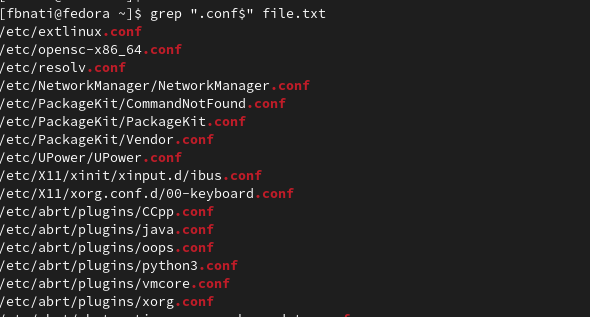 [fbnati@fedora ~]$ grep ".conf$" file.txt
/etc/extlinux.conf
/etc/opensc-x86_64.conf
/etc/resolv.conf
/etc/NetworkManager/NetworkManager.conf
/etc/PackageKit/CommandNotFound.conf
/etc/PackageKit/PackageKit.conf
/etc/PackageKit/Vendor.conf
/etc/UPower/UPower.conf
/etc/X11/xinit/xinput.d/ibus.conf
/etc/X11/xorg.conf.d/00-keyboard.conf
/etc/abrt/plugins/CCpp.conf
/etc/abrt/plugins/java.conf
/etc/abrt/plugins/oops.conf
/etc/abrt/plugins/python3.conf
/etc/abrt/plugins/vmcore.conf
/etc/abrt/plugins/xorg.conf